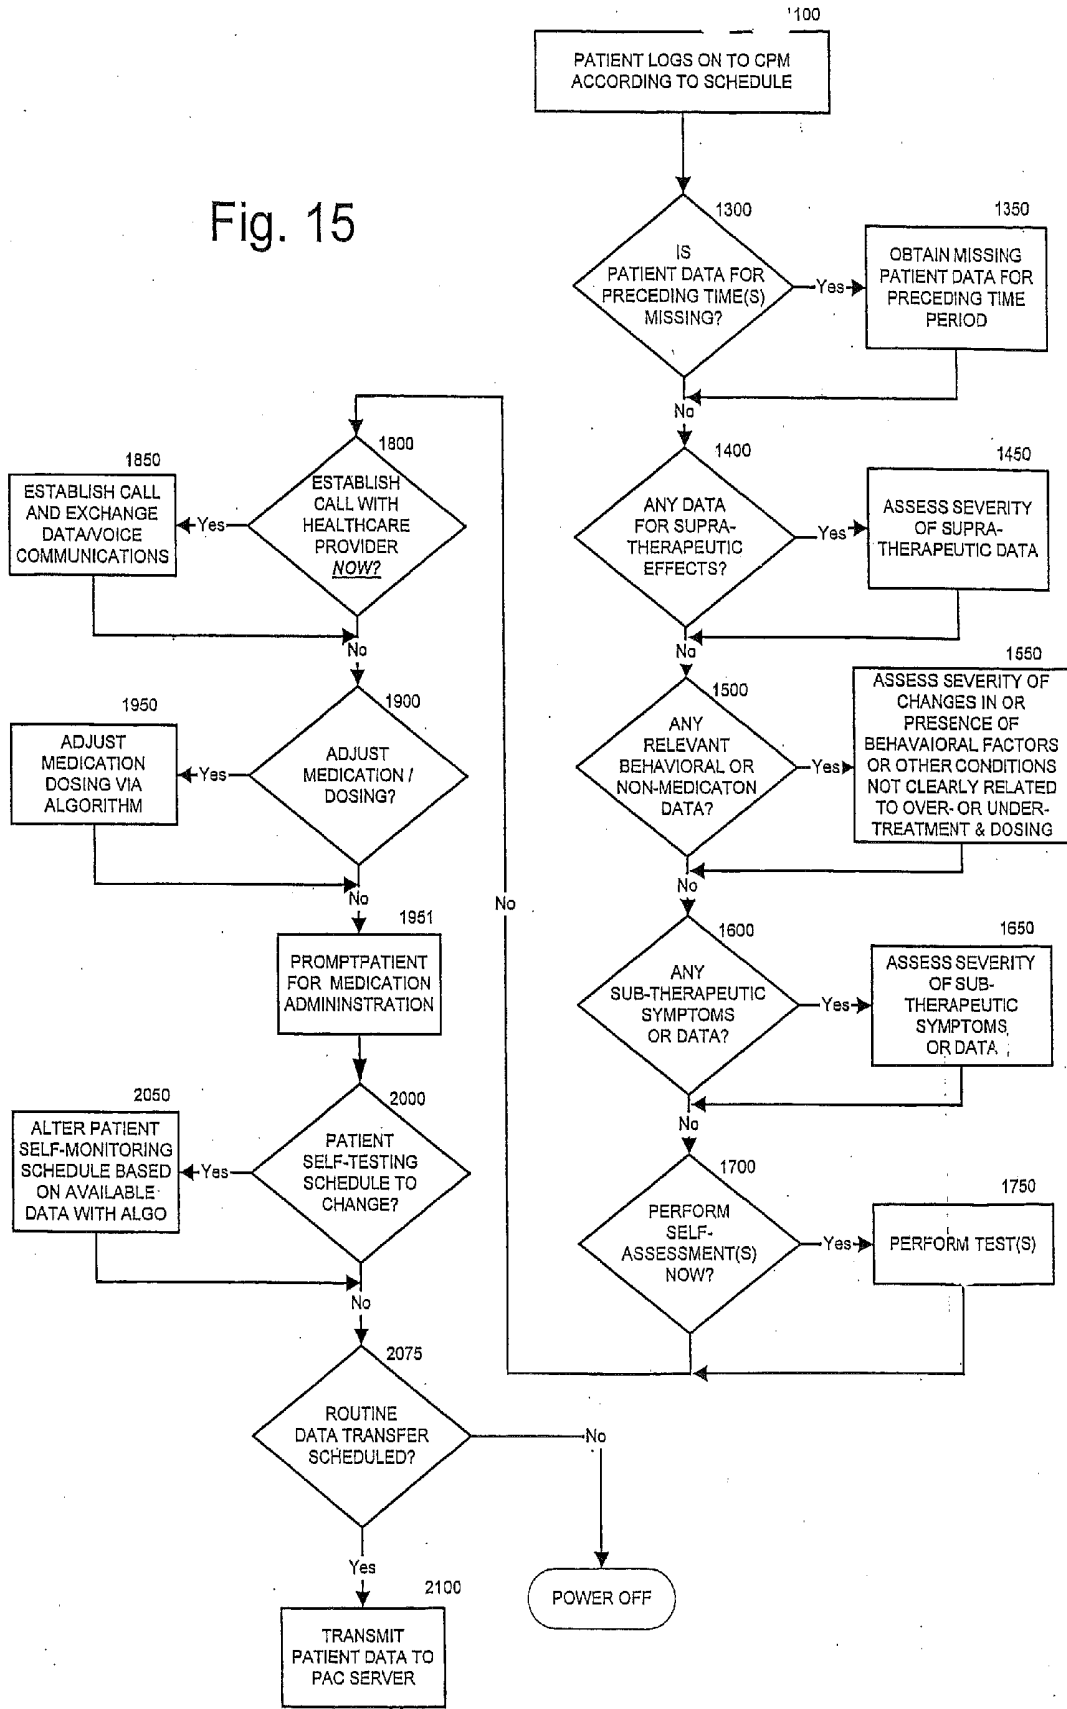 Fig. 15
1100
PATIENT LOGS ON TO CPM
ACCORDING TO SCHEDULE
1300
IS
PATIENT DATA FOR
PRECEDING TIME(S)
MISSING?
Yes
1350
OBTAIN MISSING
PATIENT DATA FOR
PRECEDING TIME
PERIOD
No
1400
ANY DATA
FOR SUPRA-
THERAPEUTIC
EFFECTS?
Yes
1450
ASSESS SEVERITY
OF SUPRA-
THERAPEUTIC DATA
No
1500
ANY
RELEVANT
BEHAVIORAL OR
NON-MEDICATON
DATA?
Yes
1550
ASSESS SEVERITY OF
CHANGES IN OR
PRESENCE OF
BEHAVAIORAL FACTORS
OR OTHER CONDITIONS
NOT CLEARLY RELATED
TO OVER- OR UNDER-
TREATMENT & DOSING
No
1600
ANY
SUB-THERAPEUTIC
SYMPTOMS
OR DATA?
Yes
1650
ASSESS SEVERITY
OF SUB-
THERAPEUTIC
SYMPTOMS
OR DATA
No
1700
PERFORM
SELF-
ASSESSMENT(S)
NOW?
Yes
1750
PERFORM TEST(S)
No
1800
ESTABLISH
CALL WITH
HEALTHCARE
PROVIDER
NOW?
Yes
1850
ESTABLISH CALL
AND EXCHANGE
DATA/VOICE
COMMUNICATIONS
No
1900
ADJUST
MEDICATION /
DOSING?
Yes
1950
ADJUST
MEDICATION
DOSING VIA
ALGORITHM
No
1951
PROMPTPATIENT
FOR MEDICATION
ADMININSTRATION
2000
PATIENT
SELF-TESTING
SCHEDULE TO
CHANGE?
Yes
2050
ALTER PATIENT
SELF-MONITORING
SCHEDULE BASED
ON AVAILABLE
DATA WITH ALGO
No
2075
ROUTINE
DATA TRANSFER
SCHEDULED?
No
POWER OFF
Yes
2100
TRANSMIT
PATIENT DATA TO
PAC SERVER